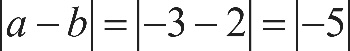 |a − b| = |−3 − 2| = |−5|